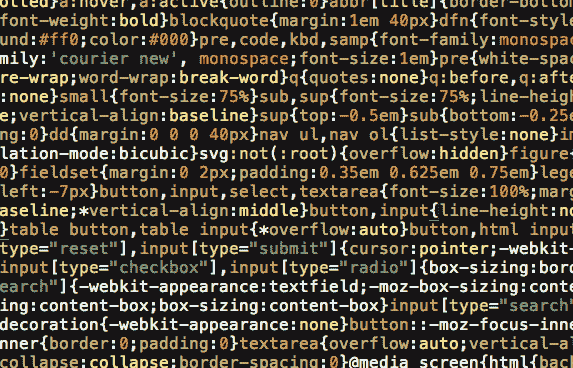 otted}a:hover,a:active{outline:0}abbr[title]{border-bottom
font-weight:bold}blockquote{margin:1em 40px}dfn{font-style
und:#ff0;color:#000}pre,code,kbd,samp{font-family:monospac
mily:'courier new', monospace;font-size:1em}pre{white-spac
re-wrap;word-wrap:break-word}q{quotes:none}q:before,q:afte
:none}small{font-size:75%}sub,sup{font-size:75%;line-heigh
e;vertical-align:baseline}sup{top:-0.5em}sub{bottom:-0.25e
ng:0}dd{margin:0 0 0 40px}nav ul,nav ol{list-style:none}im
lation-mode:bicubic}svg:not(:root){overflow:hidden}figure{
0}fieldset{margin:0 2px;padding:0.35em 0.625em 0.75em}lege
left:-7px}button,input,select,textarea{font-size:100%;marg
aseline;*vertical-align:middle}button,input{line-height:no
}table button,table input{*overflow:auto}button,html input
type="reset"],input[type="submit"]{cursor:pointer;-webkit-
input[type="checkbox"],input[type="radio"]{box-sizing:bord
earch"]{-webkit-appearance:textfield;-moz-box-sizing:conte
ing:content-box;box-sizing:content-box}input[type="search"
decoration{-webkit-appearance:none}button::-moz-focus-inne
nner{border:0;padding:0}textarea{overflow:auto;vertical-al
collapse:collapse;border-spacing:0}@media screen{html{back